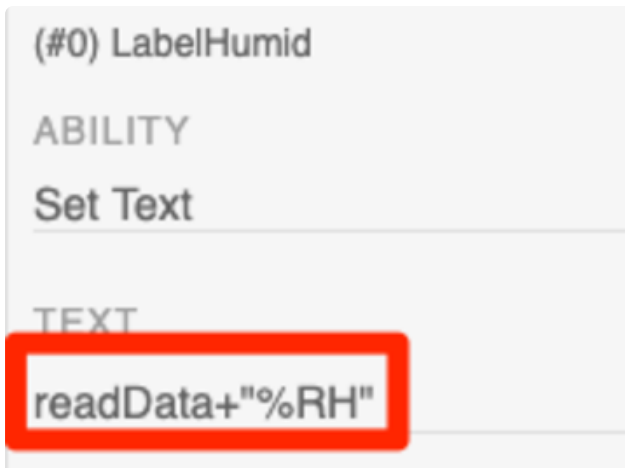 (#0) LabelHumid
ABILITY
Set Text
TEXT
readData+"%RH"